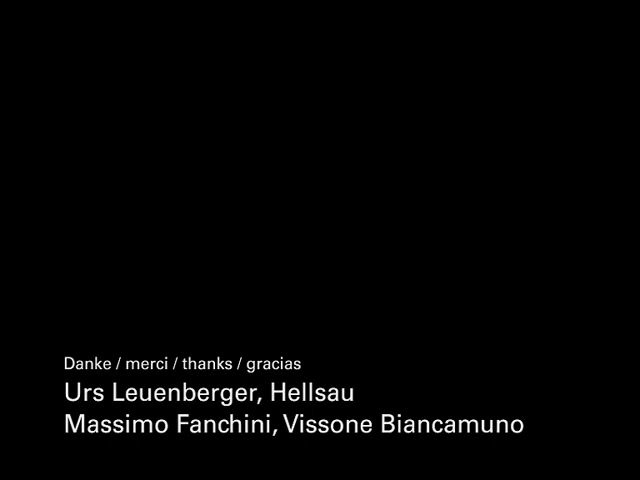 Danke / merci / thanks / gracias
Urs Leuenberger, Hellsau
Massimo Fanchini, Vissone Biancamuno